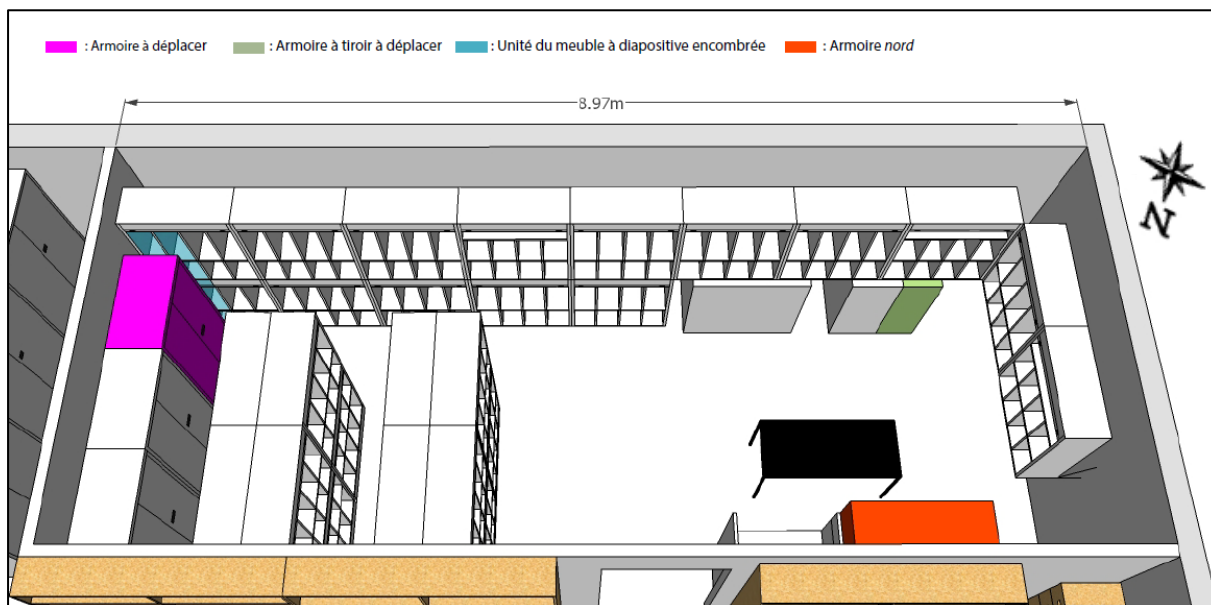 : Armoire à déplacer : Armoire à tiroir à déplacer : Unité du meuble à diapositive encombrée : Armoire nord
8.97m
N